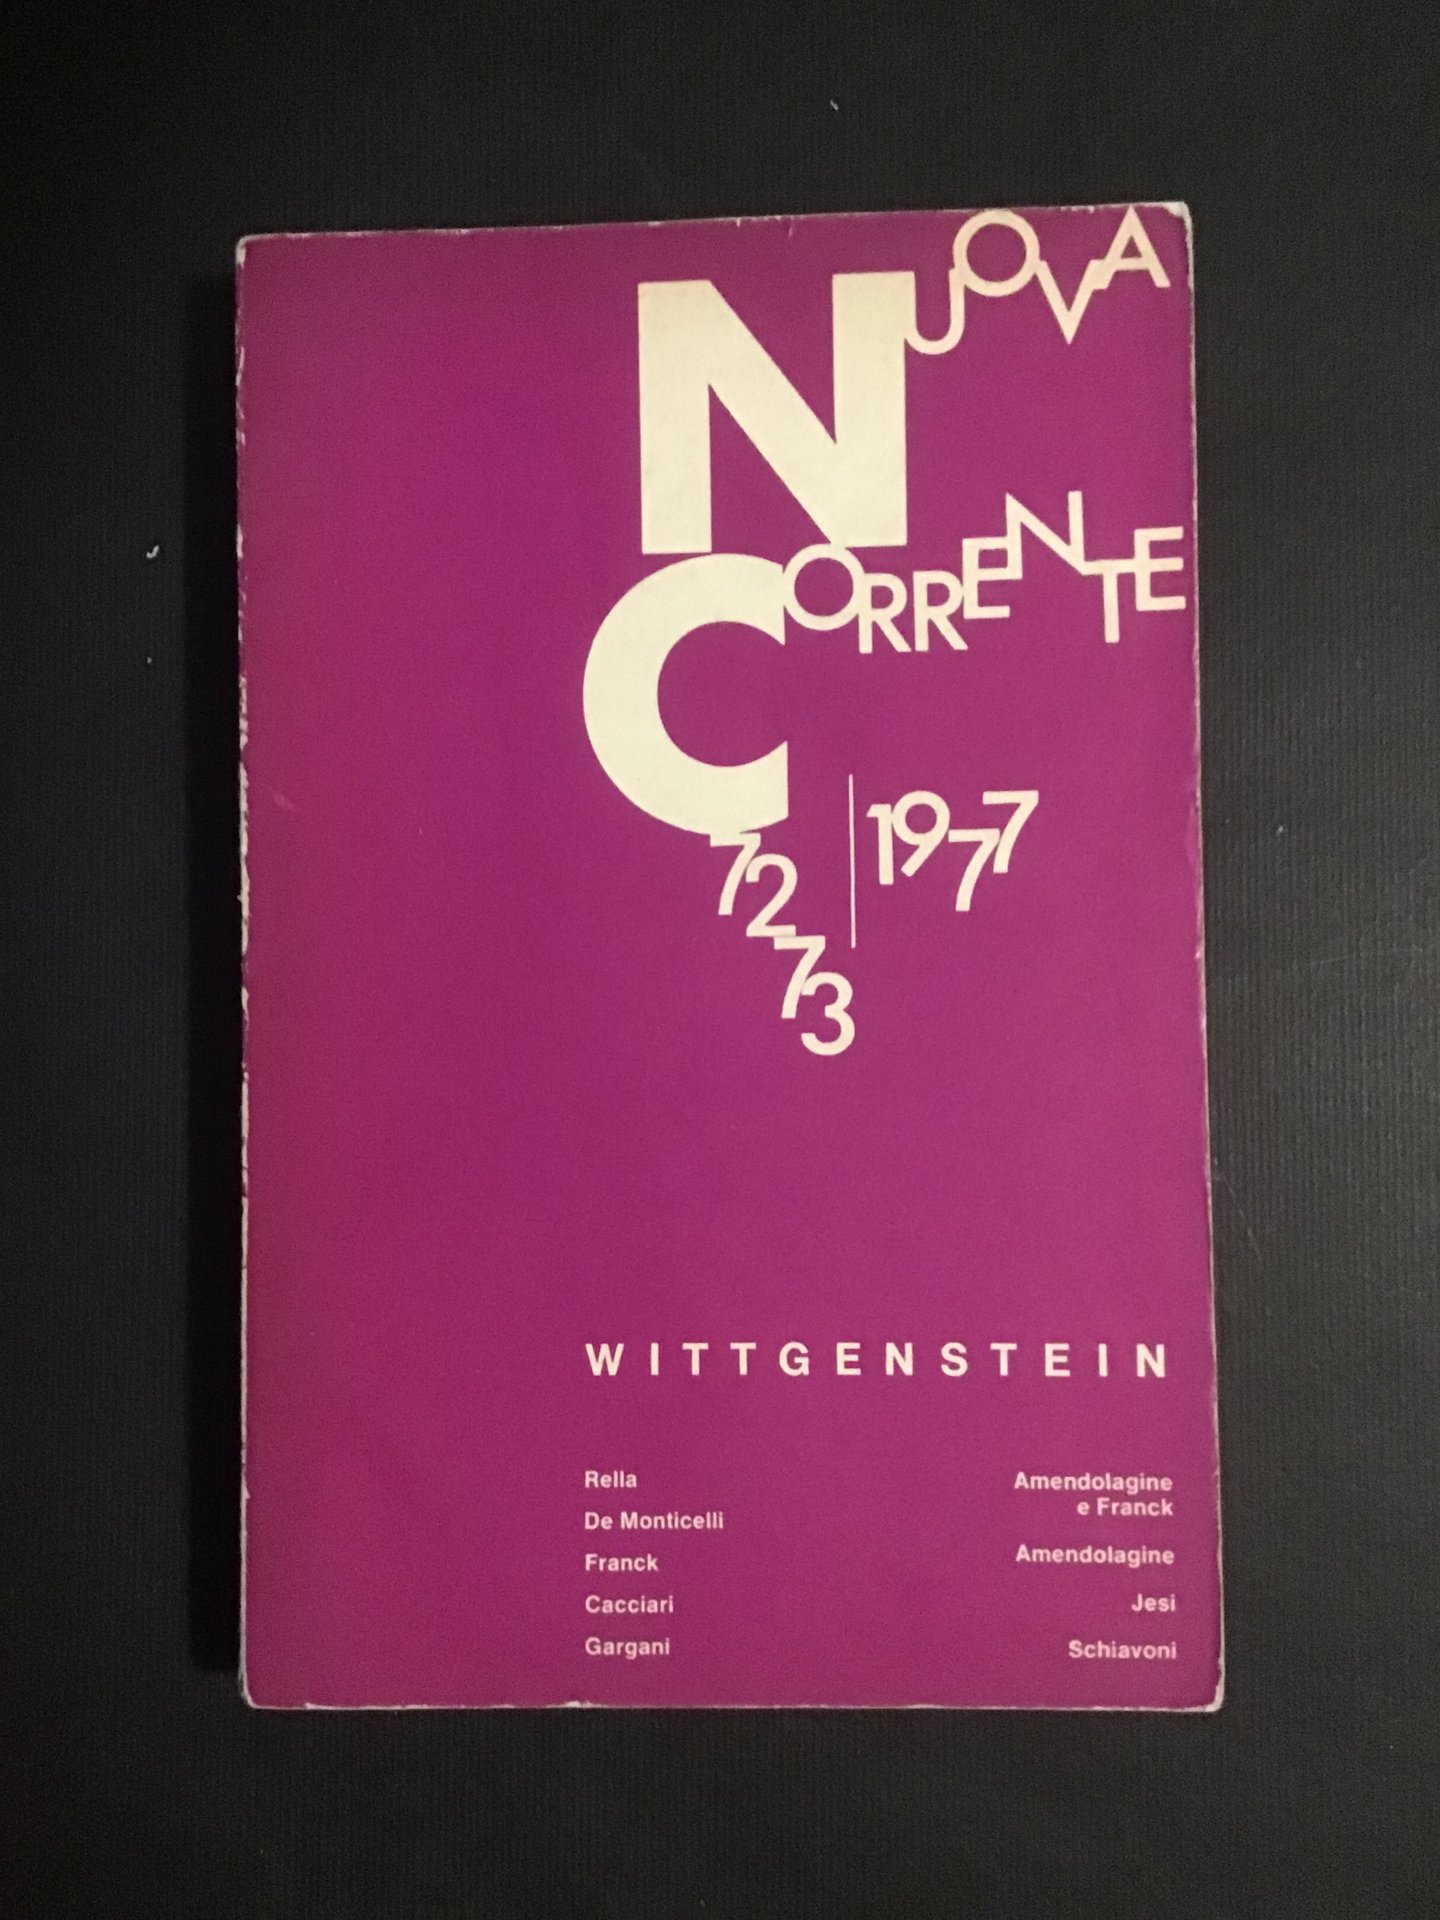 NUOVA
CORRENTE
72
73
1977
WITTGENSTEIN
Rella
De Monticelli
Franck
Cacciari
Gargani
Amendolagine
e Franck
Amendolagine
Jesi
Schiavoni